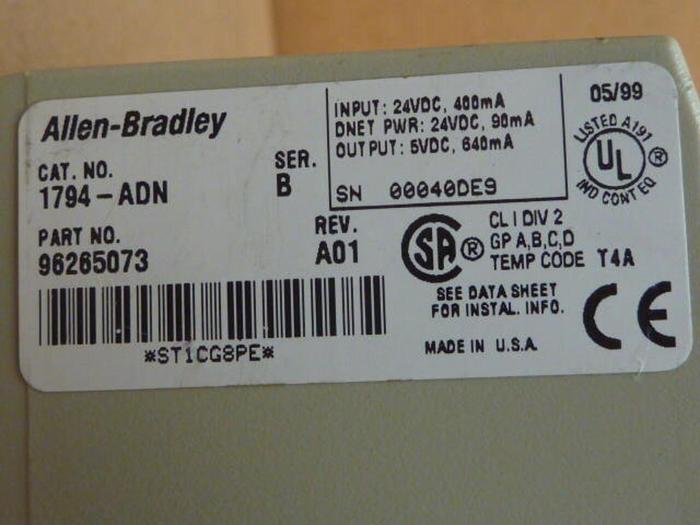 Allen-Bradley
CAT. NO.
1794-ADN
SER.
B
PART NO.
96265073
REV.
A01
*ST1CG8PE*
INPUT: 24VDC, 400mA
DNET PWR: 24VDC, 90mA
OUTPUT: 5VDC, 640mA
SN 00040DE9
05/99
LISTED A191
UL ®
IND CONT EQ
SA ®
CL I DIV 2
GP A,B,C,D
TEMP CODE T4A
SEE DATA SHEET
FOR INSTAL. INFO.
CE
MADE IN U.S.A.